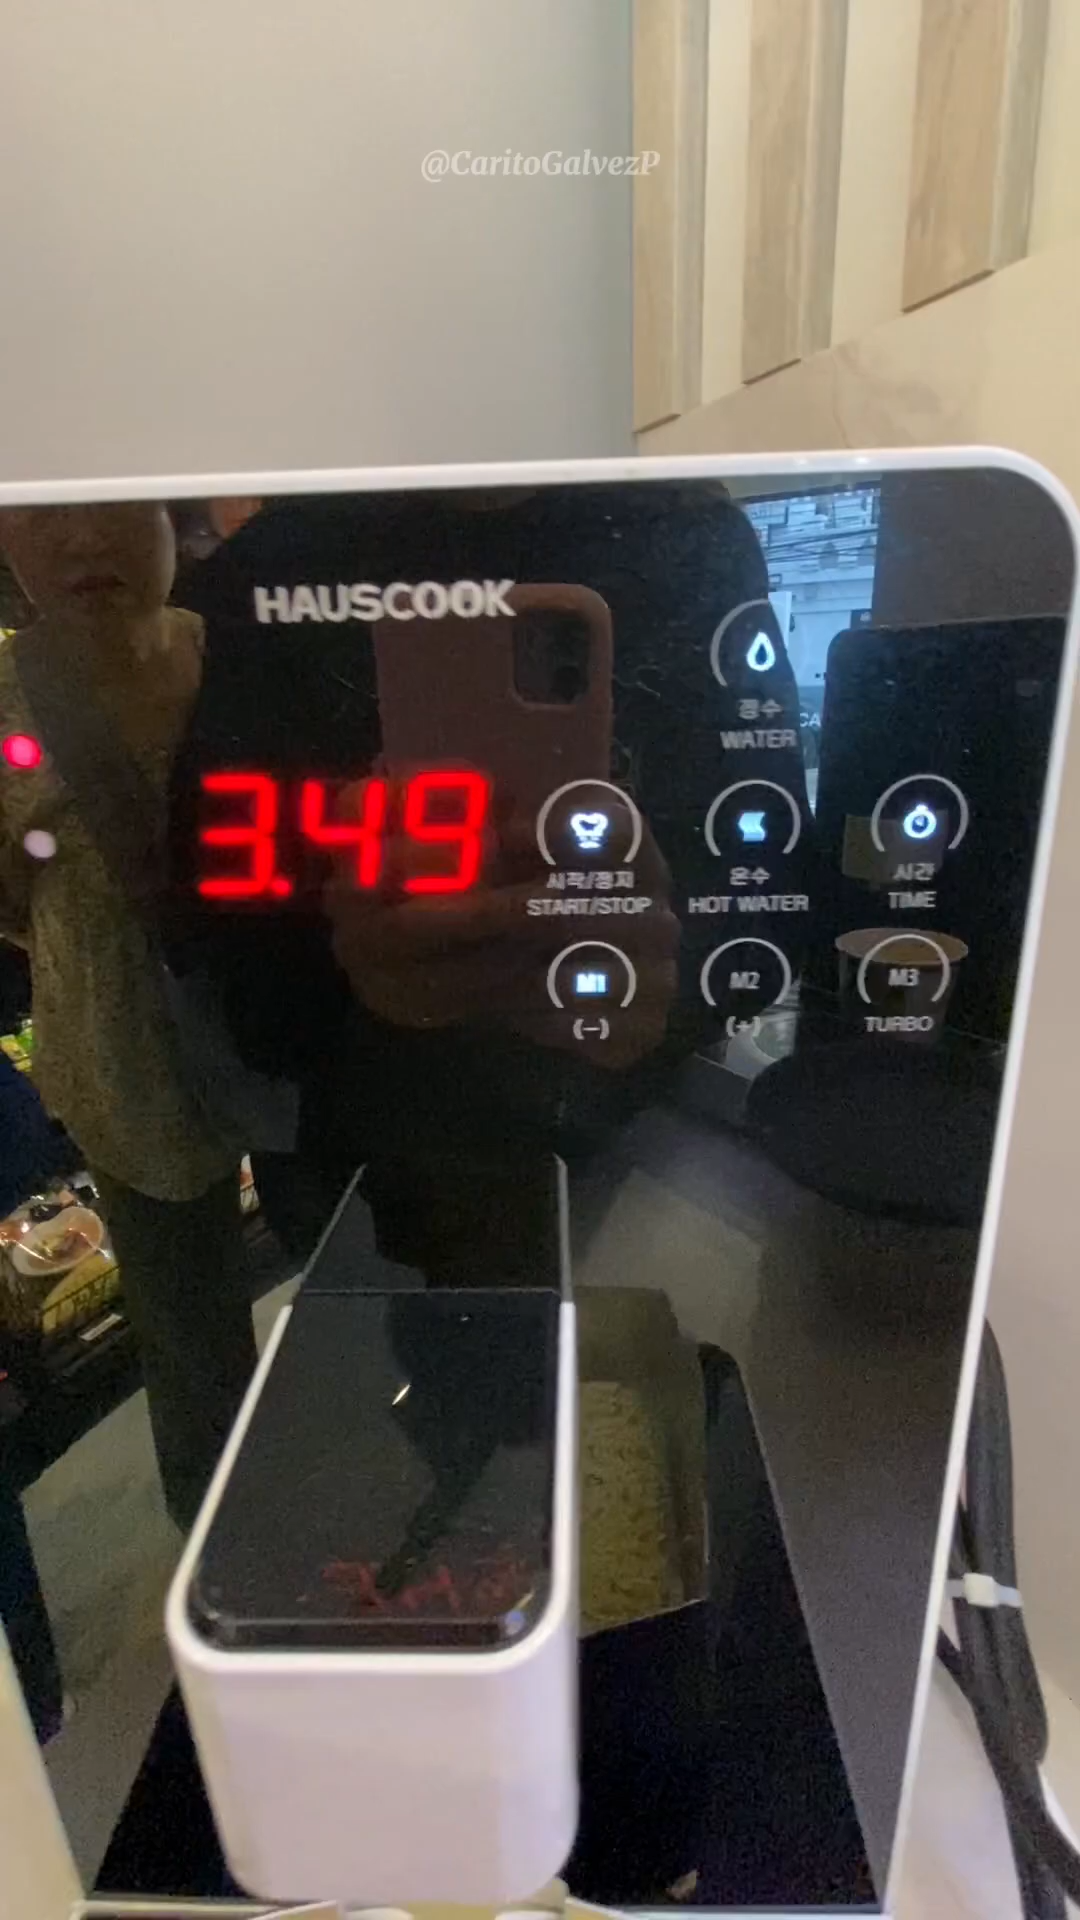 @CaritoGalvezP
HAUSCOOK
정수
WATER
3.49
시작/정지
START/STOP
온수
HOT WATER
시간
TIME
M1
(-)
M2
(+)
M3
TURBO